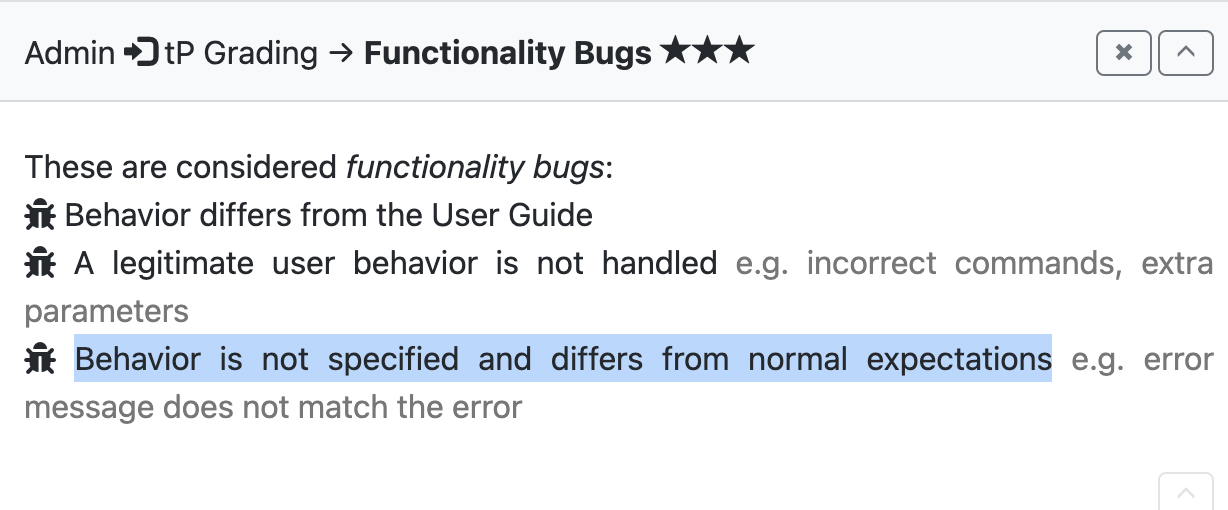 Admin tP Grading → Functionality Bugs ★★★
These are considered functionality bugs:
Behavior differs from the User Guide
A legitimate user behavior is not handled e.g. incorrect commands, extra
parameters
Behavior is not specified and differs from normal expectations e.g. error
message does not match the error